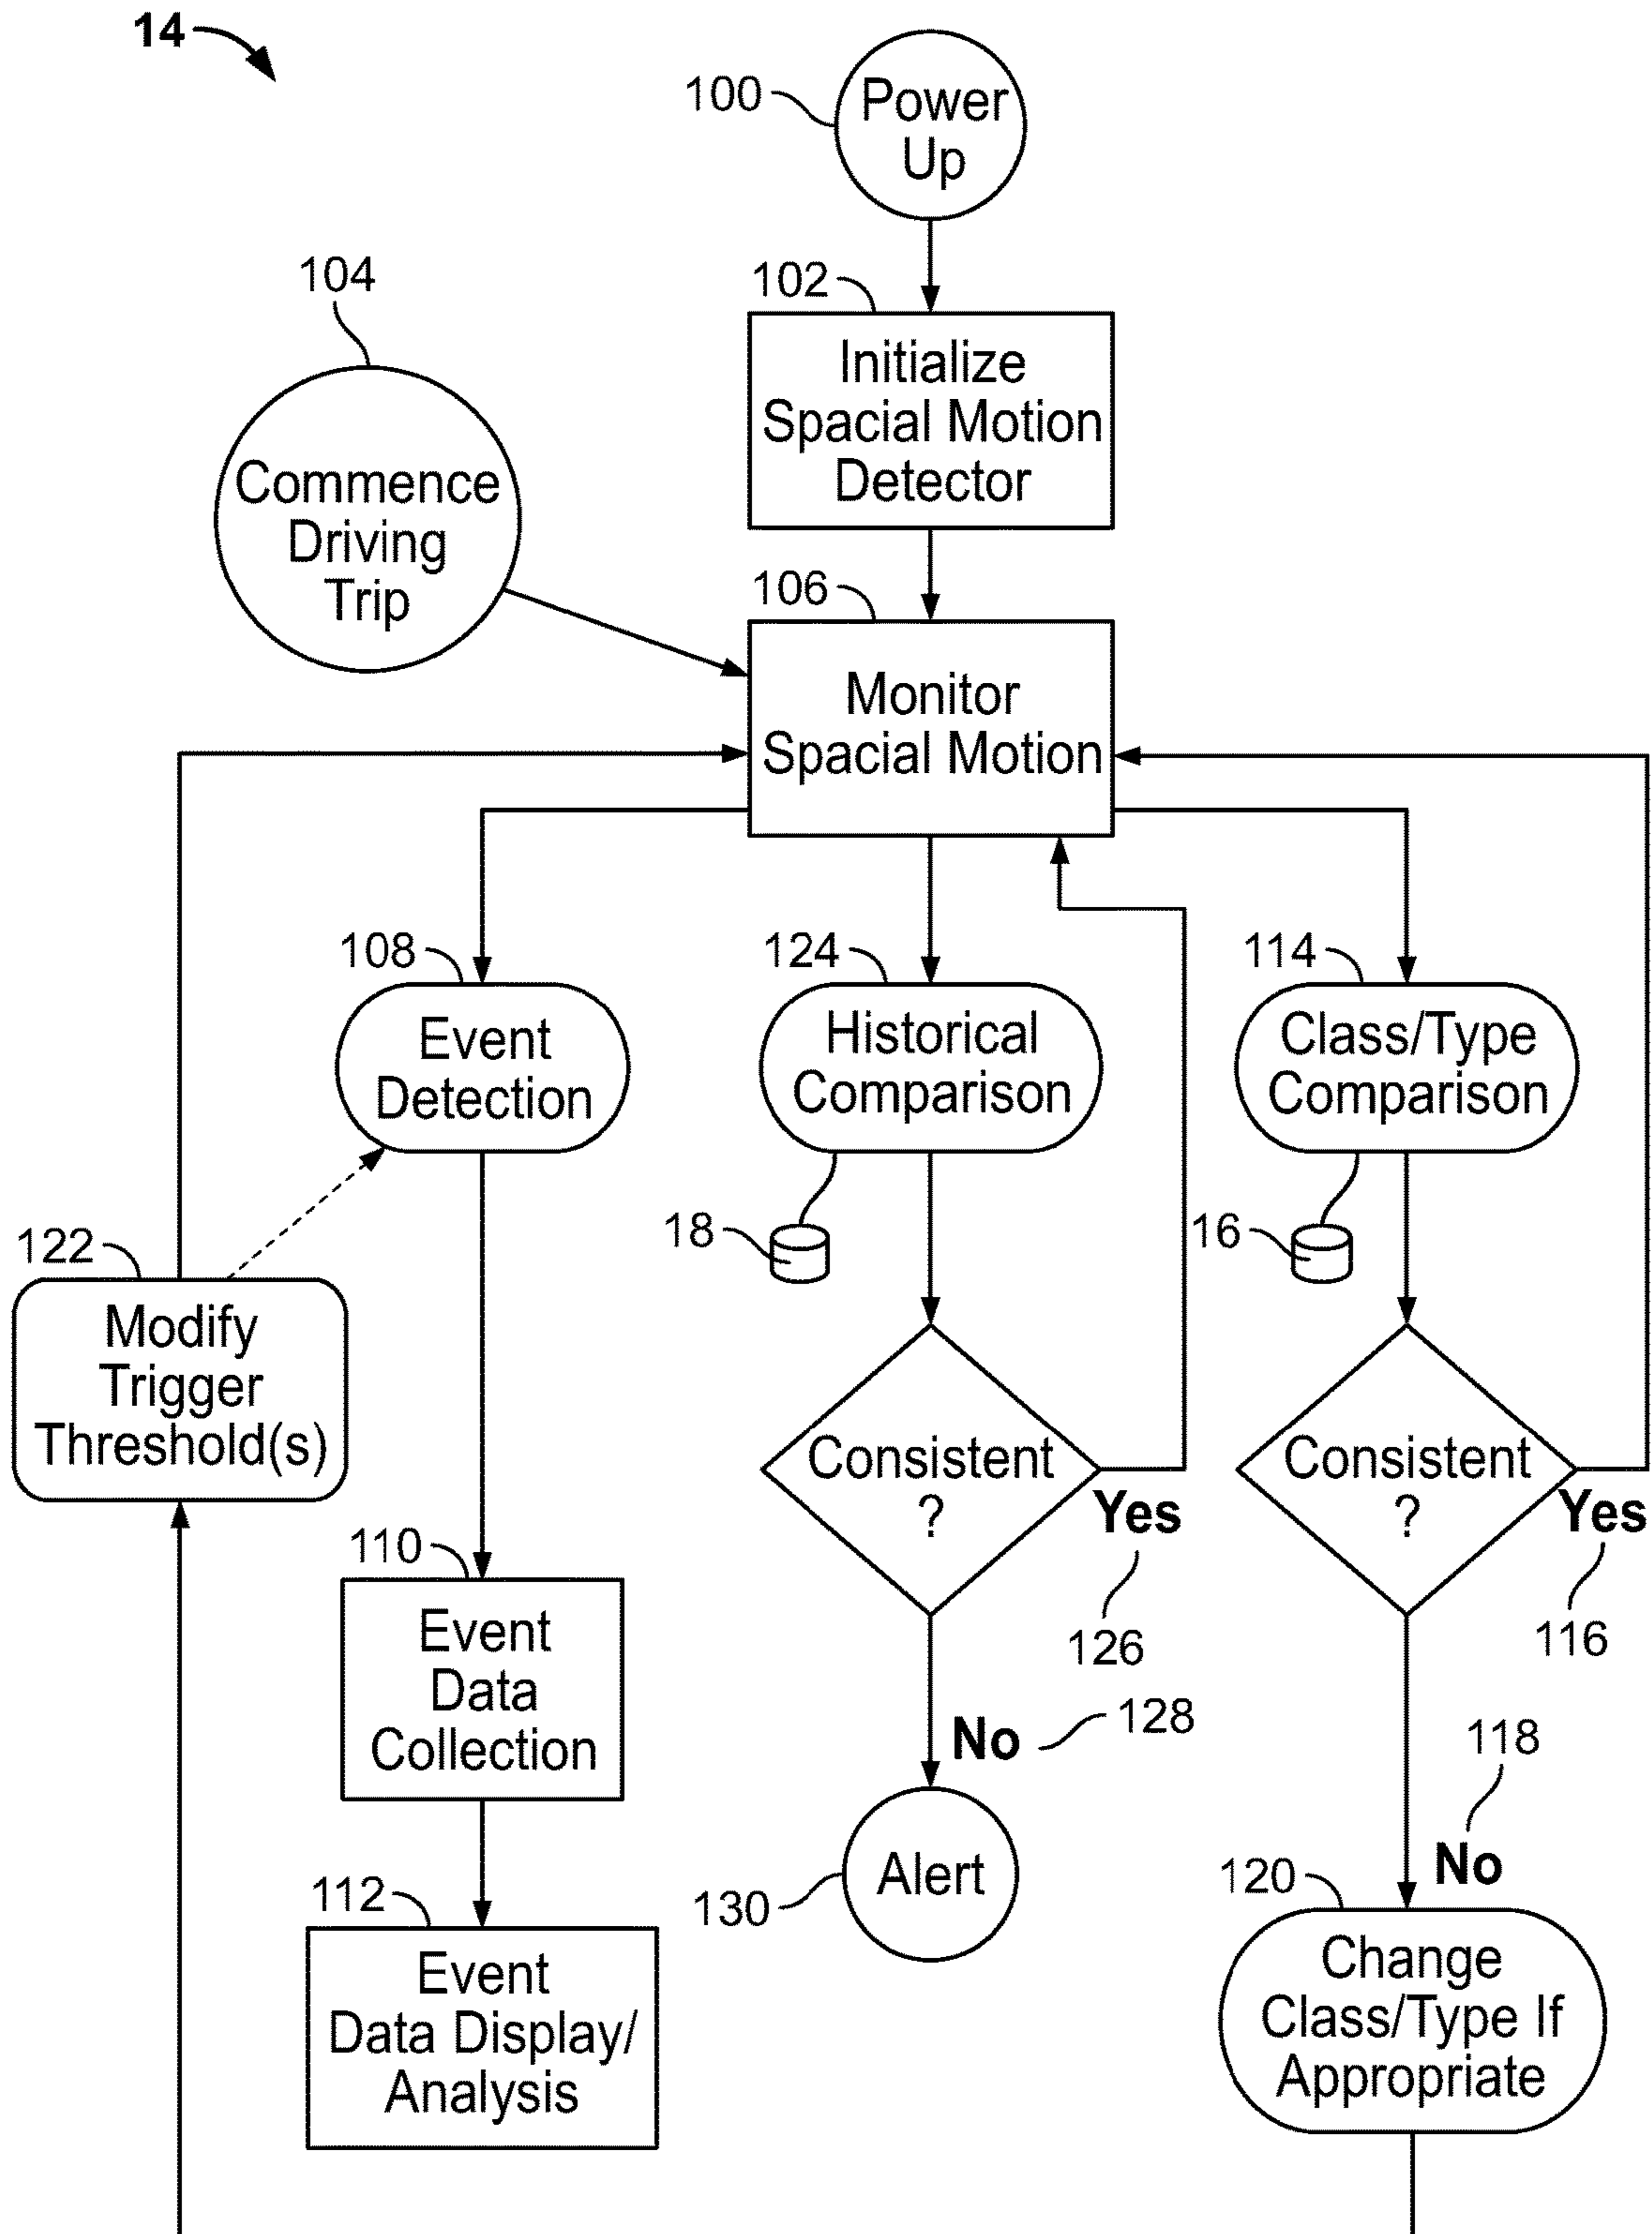 14
100
Power
Up
102
Initialize
Spacial Motion
Detector
104
Commence
Driving
Trip
106
Monitor
Spacial Motion
108
Event
Detection
124
Historical
Comparison
114
Class/Type
Comparison
18
16
122
Modify
Trigger
Threshold(s)
Consistent
?
Yes
126
Consistent
?
Yes
116
110
Event
Data
Collection
No
128
118
No
112
Event
Data Display/
Analysis
130
Alert
120
Change
Class/Type If
Appropriate